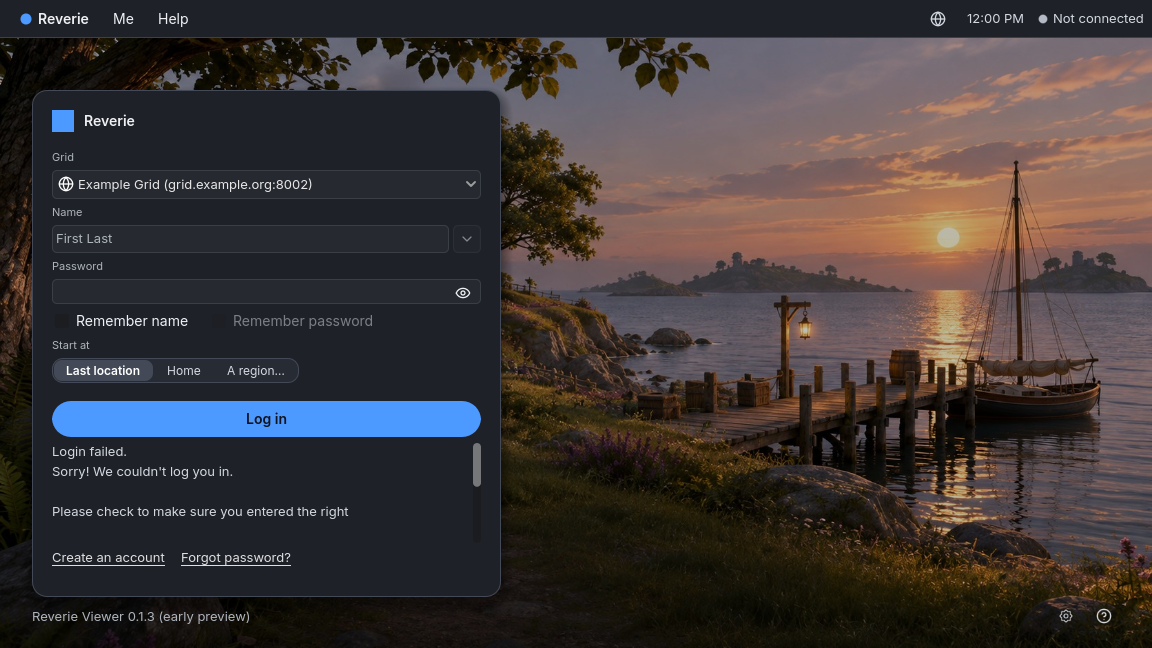 Reverie Me Help 12:00 PM Not connected
Reverie
Grid
Example Grid (grid.example.org:8002)
Name
First Last
Password
Remember name Remember password
Start at
Last location Home A region...
Log in
Login failed.
Sorry! We couldn't log you in.
Please check to make sure you entered the right
Create an account Forgot password?
Reverie Viewer 0.1.3 (early preview)